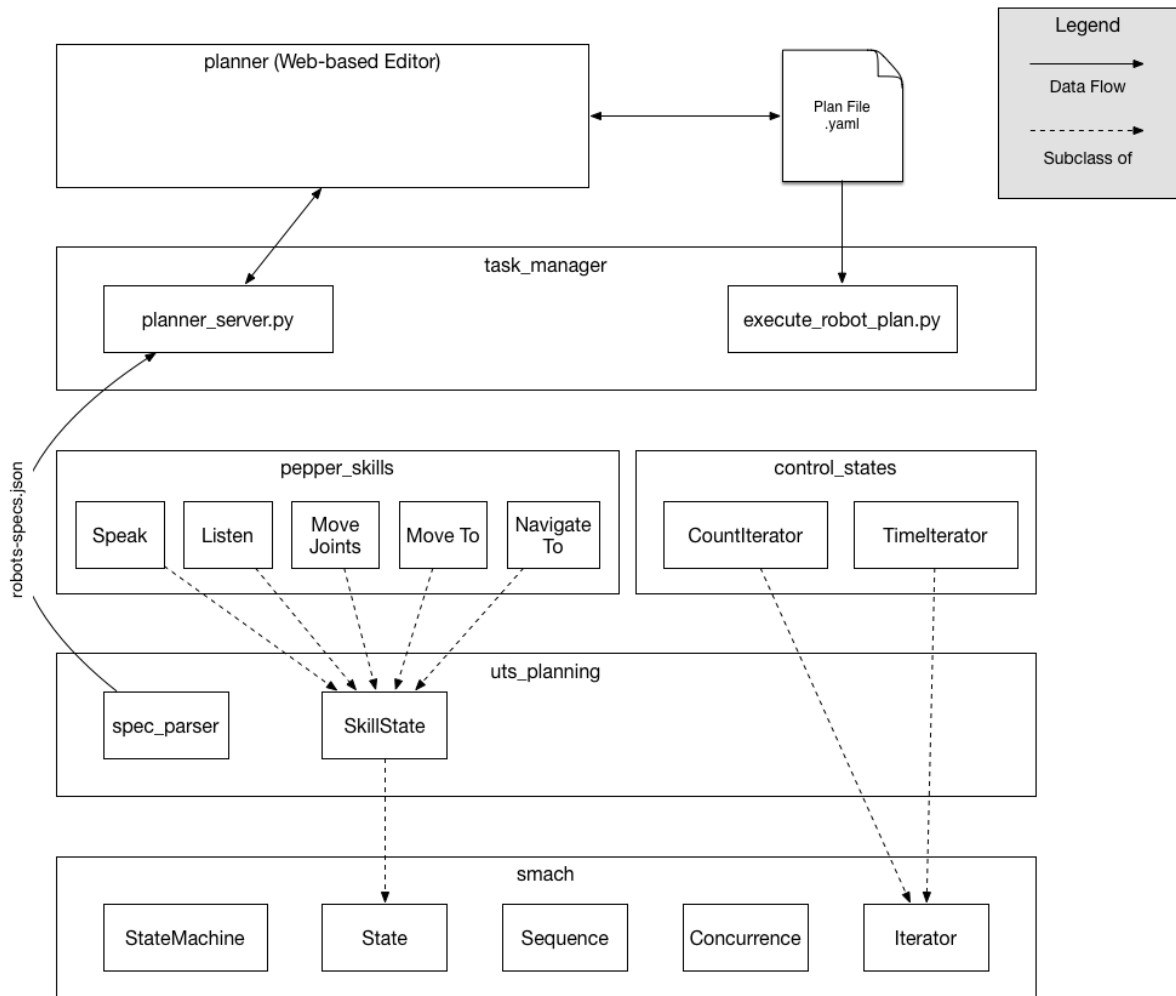 Legend
Data Flow
Subclass of
planner (Web-based Editor)
Plan File
.yaml
task_manager
planner_server.py
execute_robot_plan.py
robots-specs.json
pepper_skills
Speak
Listen
Move
Joints
Move To
Navigate
To
control_states
CountIterator
TimeIterator
uts_planning
spec_parser
SkillState
smach
StateMachine
State
Sequence
Concurrence
Iterator